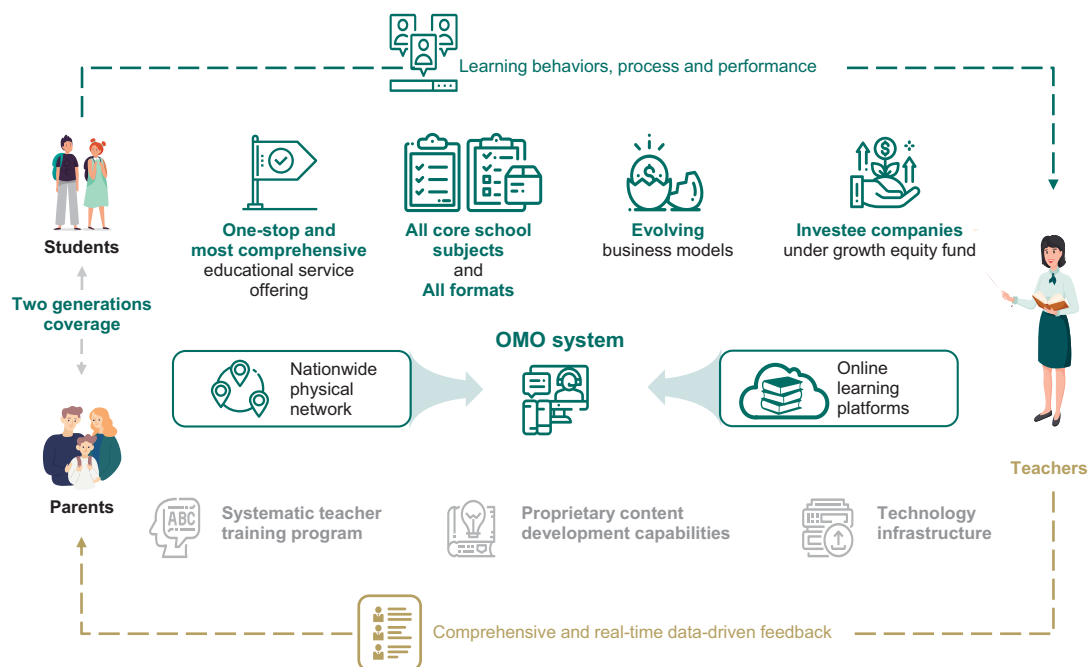 Learning behaviors, process and performance
Students
One-stop and
most comprehensive
educational service
offering
All core school
subjects
and
All formats
Evolving
business models
Investee companies
under growth equity fund
Two generations
coverage
OMO system
Nationwide
physical
network
Online
learning
platforms
Parents
Teachers
ABC
Systematic teacher
training program
Proprietary content
development capabilities
Technology
infrastructure
Comprehensive and real-time data-driven feedback